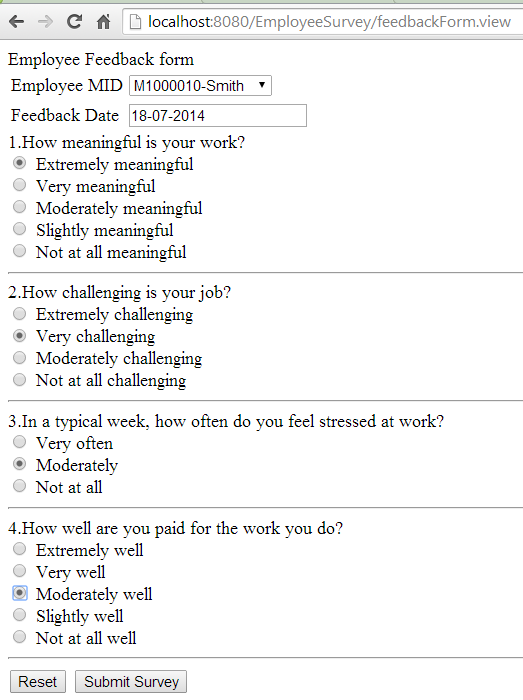 localhost:8080/EmployeeSurvey/feedbackForm.view
Employee Feedback form
Employee MID M1000010-Smith
Feedback Date 18-07-2014
1.How meaningful is your work?
Extremely meaningful
Very meaningful
Moderately meaningful
Slightly meaningful
Not at all meaningful
2.How challenging is your job?
Extremely challenging
Very challenging
Moderately challenging
Not at all challenging
3.In a typical week, how often do you feel stressed at work?
Very often
Moderately
Not at all
4.How well are you paid for the work you do?
Extremely well
Very well
Moderately well
Slightly well
Not at all well
Reset Submit Survey